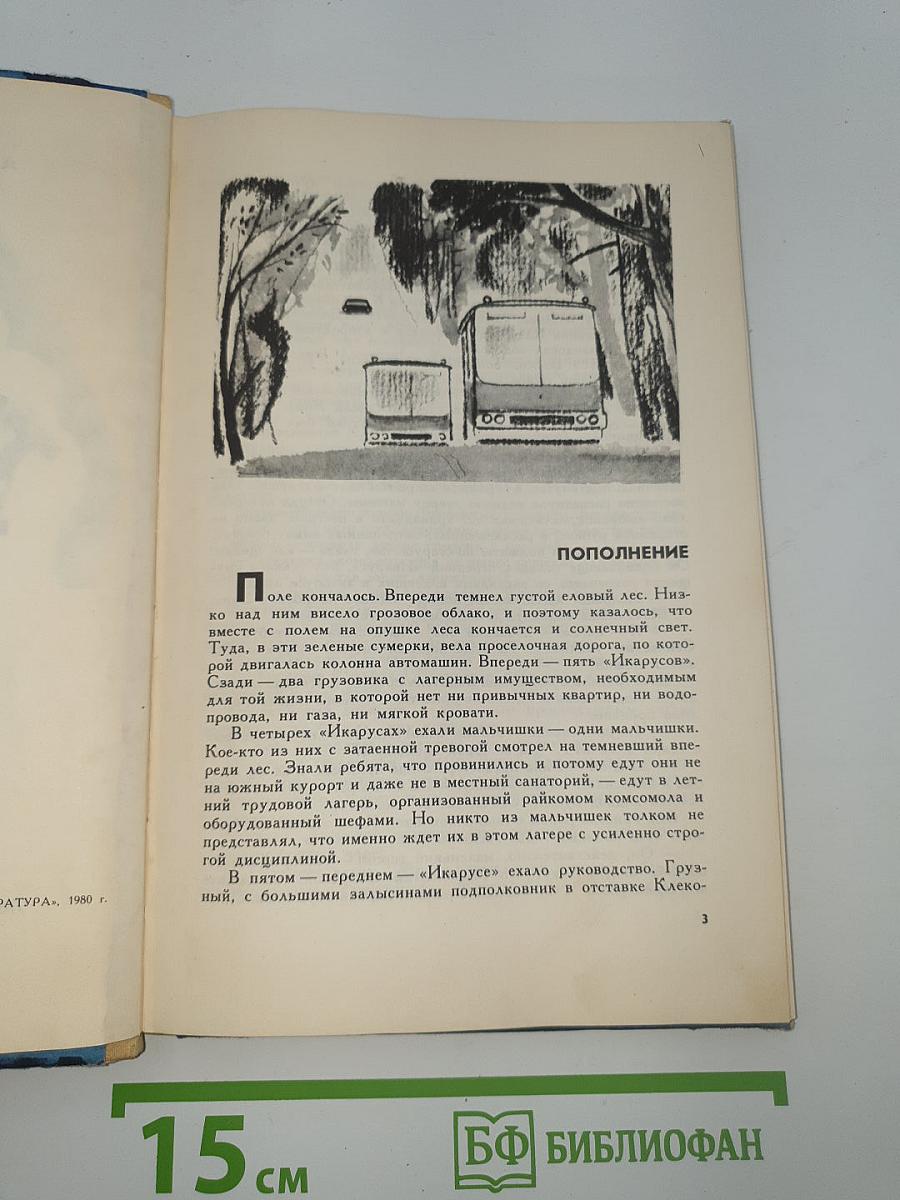 ПОПОЛНЕНИЕ
Поле кончалось. Впереди темнел густой еловый лес. Низ-
ко над ним висело грозовое облако, и поэтому казалось, что
вместе с полем на опушке леса кончается и солнечный свет.
Туда, в эти зеленые сумерки, вела проселочная дорога, по кото-
рой двигалась колонна автомашин. Впереди — пять «Икарусов».
Сзади — два грузовика с лагерным имуществом, необходимым
для той жизни, в которой нет ни привычных квартир, ни водо-
провода, ни газа, ни мягкой кровати.
В четырех «Икарусах» ехали мальчишки — одни мальчишки.
Кое-кто из них с затаенной тревогой смотрел на темневший впе-
реди лес. Знали ребята, что провинились и потому едут они не
на южный курорт и даже не в местный санаторий, — едут в лет-
ний трудовой лагерь, организованный райкомом комсомола и
оборудованный шефами. Но никто из мальчишек толком не
представлял, что именно ждет их в этом лагере с усиленно стро-
гой дисциплиной.
В пятом — переднем — «Икарусе» ехало руководство. Груз-
ный, с большими залысинами подполковник в отставке Клеко-
РАТУРА», 1980 г.
3
15 см
БФ БИБЛИОФАН